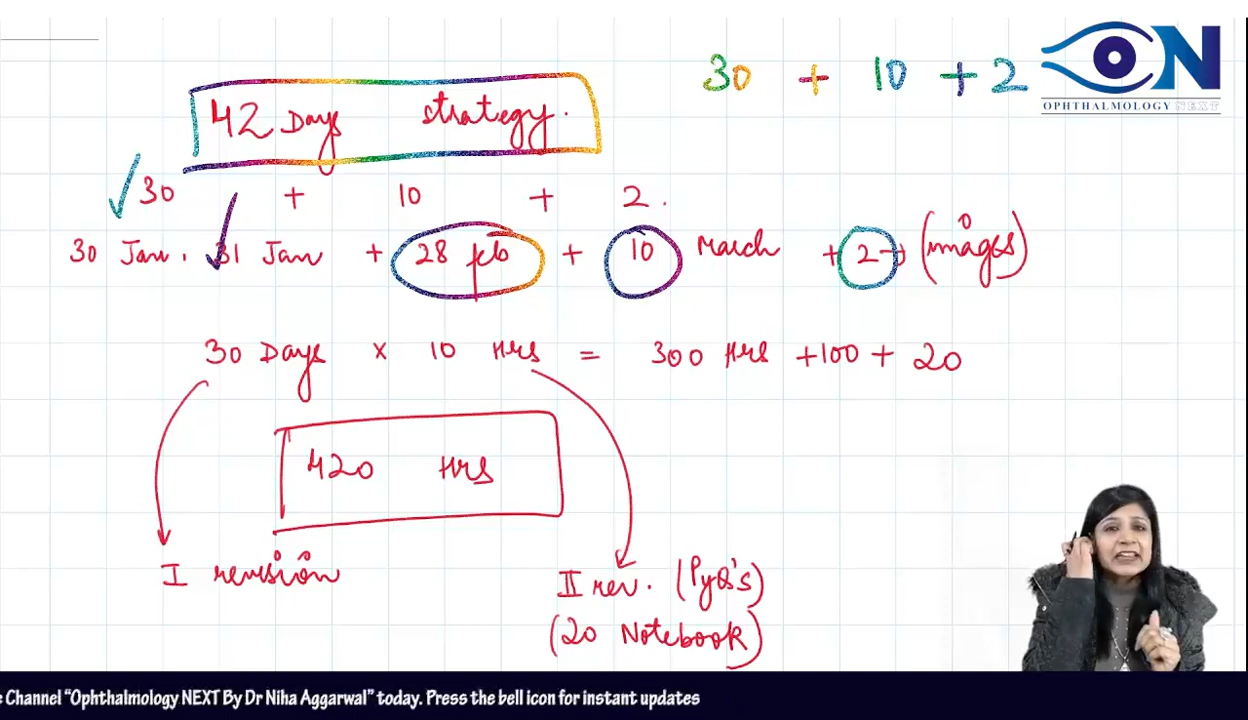 30 + 10 + 2
ON
OPHTHALMOLOGY NEXT
42 Days strategy.
30 + 10 + 2.
30 Jan. 31 Jan + 28 feb + 10 March + 2 → (images)
30 Days x 10 Hrs = 300 Hrs +100 + 20
420 Hrs
I revision
II rev. (PyQ's)
(20 Notebook)
e Channel “Ophthalmology NEXT By Dr Niha Aggarwal” today. Press the bell icon for instant updates